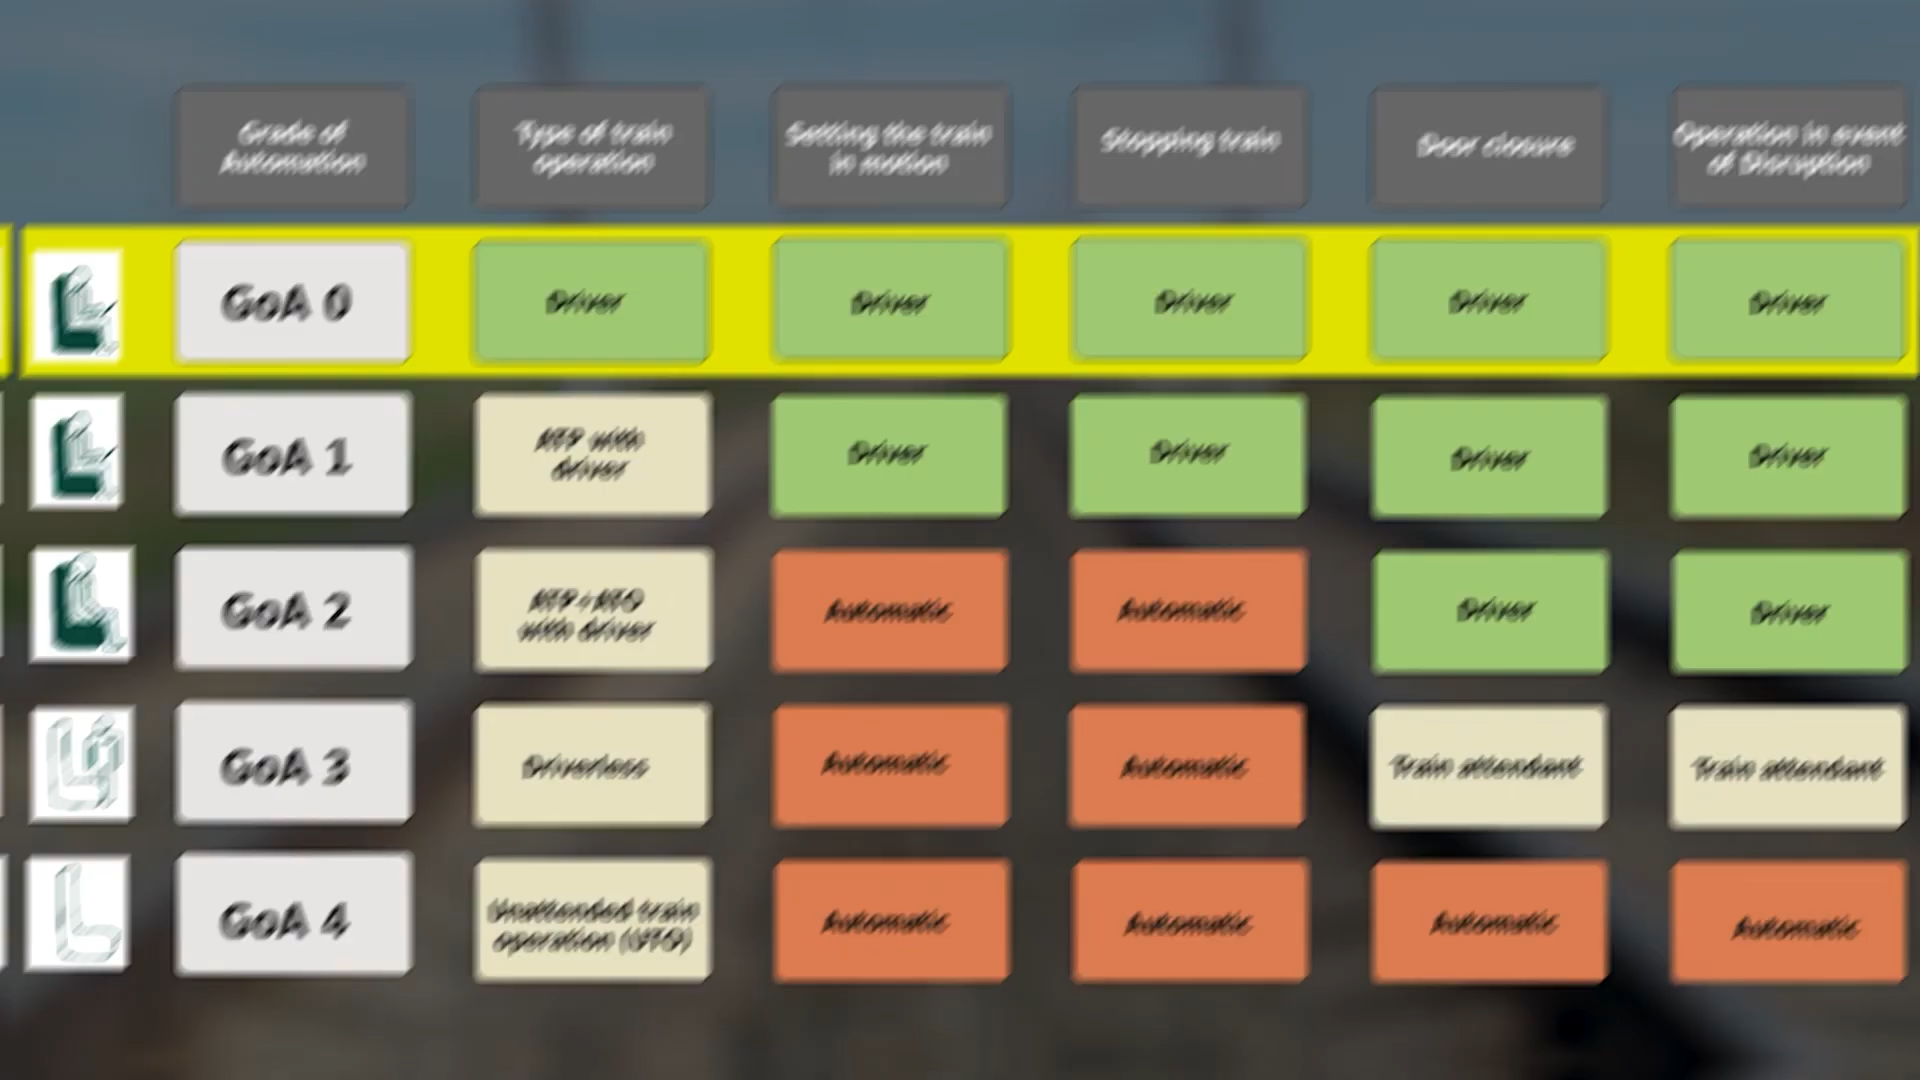 Grade of
Automation
Type of train
operation
Setting the train
in motion
Stopping train
Door closure
Operation in event
of Disruption
GoA 0
Driver
Driver
Driver
Driver
Driver
GoA 1
ATP with
driver
Driver
Driver
Driver
Driver
GoA 2
ATP+ATO
with driver
Automatic
Automatic
Driver
Driver
GoA 3
Driverless
Automatic
Automatic
Train attendant
Train attendant
GoA 4
Unattended train
operation (UTO)
Automatic
Automatic
Automatic
Automatic